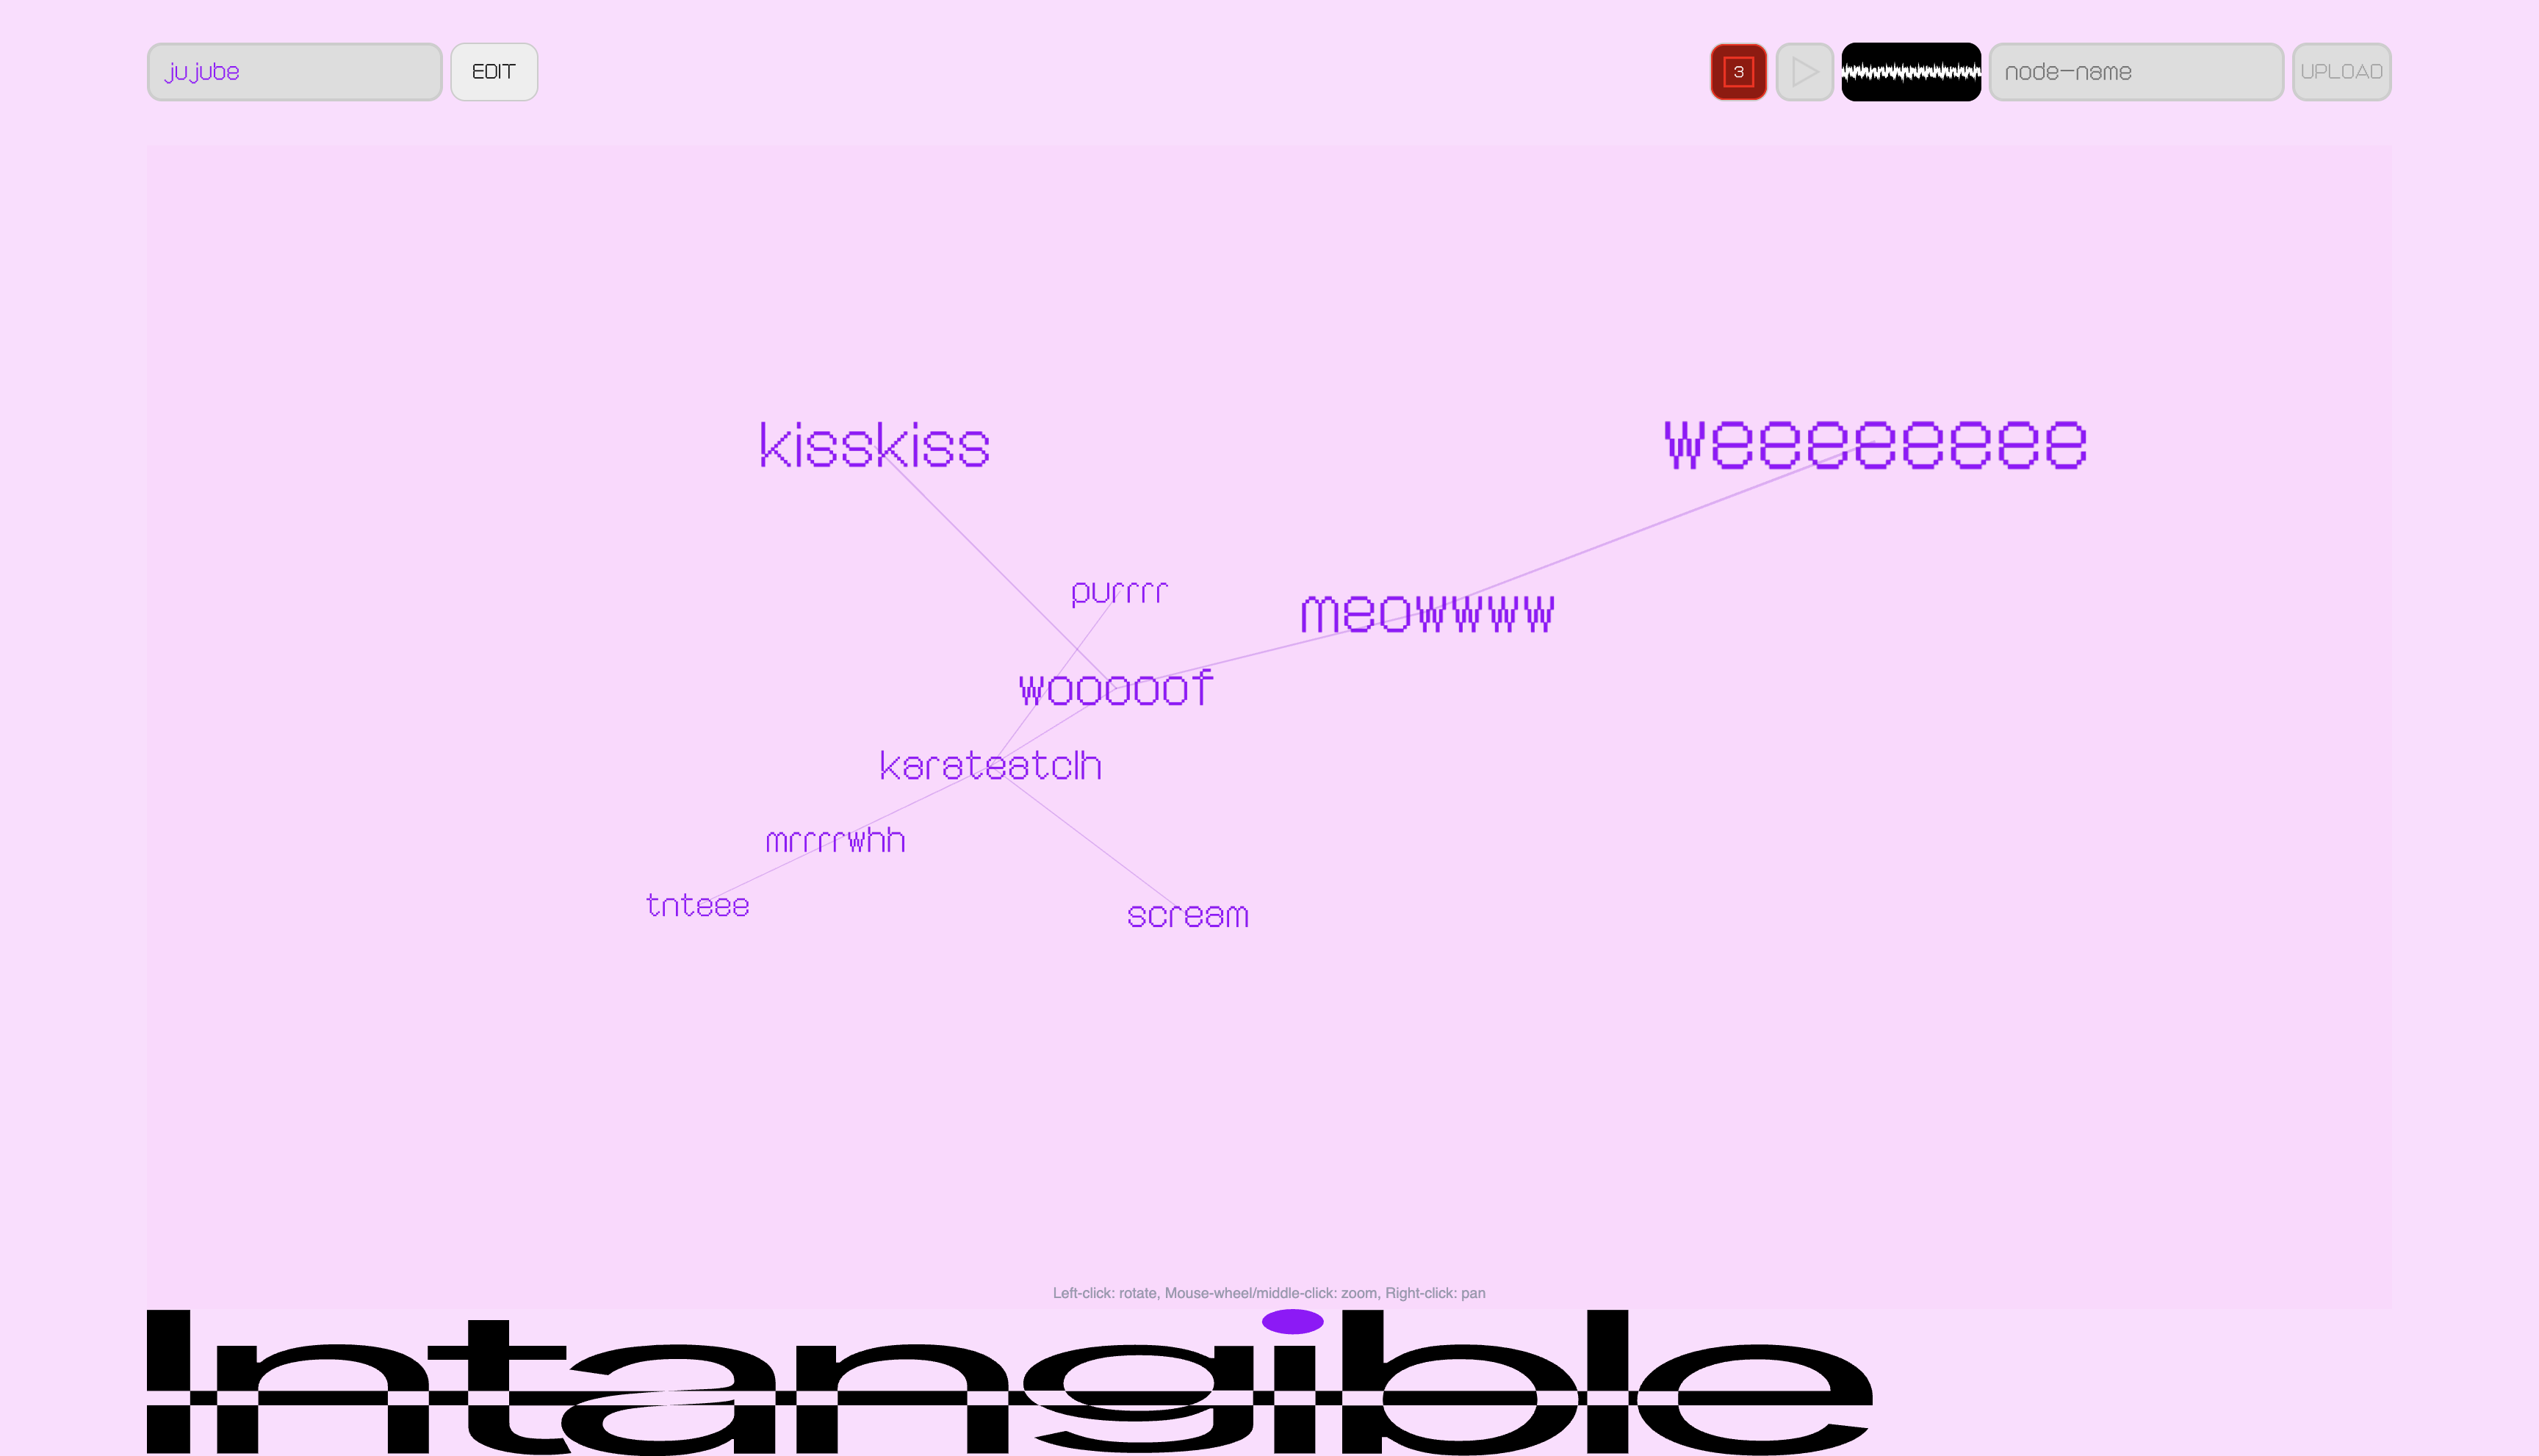 jujube
EDIT
3
node-name
UPLOAD
kisskiss
weeeeeeee
purrrr
meowwww
wooooof
karateatclh
mrrrrwhh
tnteee
scream
Left-click: rotate, Mouse-wheel/middle-click: zoom, Right-click: pan
Intangible